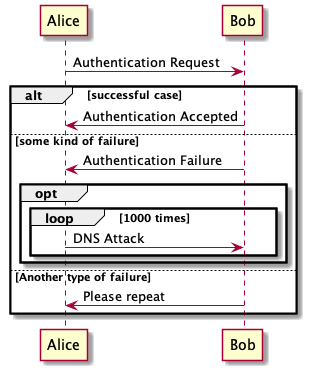 Alice Bob
Authentication Request
alt [successful case]
Authentication Accepted
[some kind of failure]
Authentication Failure
opt
loop [1000 times]
DNS Attack
[Another type of failure]
Please repeat
Alice Bob